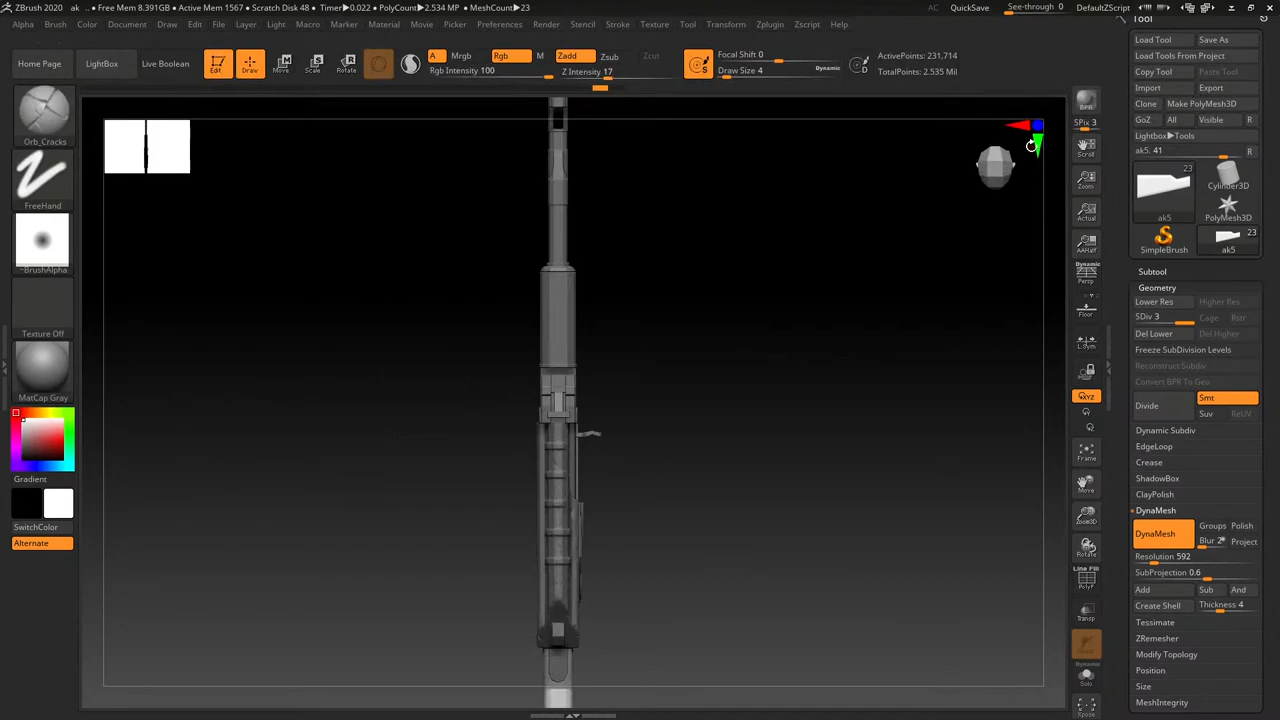 ZBrush 2020 ak .. ● Free Mem 8.391GB ● Active Mem 1567 ● Scratch Disk 48 ● Timer▶0.022 ● PolyCount▶2.534 MP ● MeshCount▶23 AC QuickSave See-through 0 DefaultZScript
Alpha Brush Color Document Draw Edit File Layer Light Macro Marker Material Movie Picker Preferences Render Stencil Stroke Texture Tool Transform Zplugin Zscript Help
Home Page LightBox Live Boolean Edit Draw Move Scale Rotate
A Mrgb Rgb M Zadd Zsub Zcut
Rgb Intensity 100 Z Intensity 17
S
Focal Shift 0
Draw Size 4 Dynamic
D
ActivePoints: 231.714
TotalPoints: 2.535 Mil
Orb_Cracks
FreeHand
~BrushAlpha
Texture Off
MatCap Gray
Gradient
SwitchColor
Alternate
BPR
SPix 3
Scroll
Zoom
Actual
AAHalf
Dynamic
Persp
Floor
L.Sym
XYZ
Frame
Move
Zoom3D
Rotate
Line Fill
PolyF
Transp
Dynamic
Solo
Xpose
Tool
Load Tool Save As
Load Tools From Project
Copy Tool Paste Tool
Import Export
Clone Make PolyMesh3D
GoZ All Visible R
Lightbox▶Tools
ak5. 41 R
23
Cylinder3D
ak5 PolyMesh3D
23
SimpleBrush ak5
Subtool
Geometry
Lower Res Higher Res
SDiv 3 Cage Rstr
Del Lower Del Higher
Freeze SubDivision Levels
Reconstruct Subdiv
Convert BPR To Geo
Divide Smt
Suv ReUV
Dynamic Subdiv
EdgeLoop
Crease
ShadowBox
ClayPolish
DynaMesh
DynaMesh Groups Polish
Blur 2 Project
Resolution 592
SubProjection 0.6
Add Sub And
Create Shell Thickness 4
Tessimate
ZRemesher
Modify Topology
Position
Size
MeshIntegrity